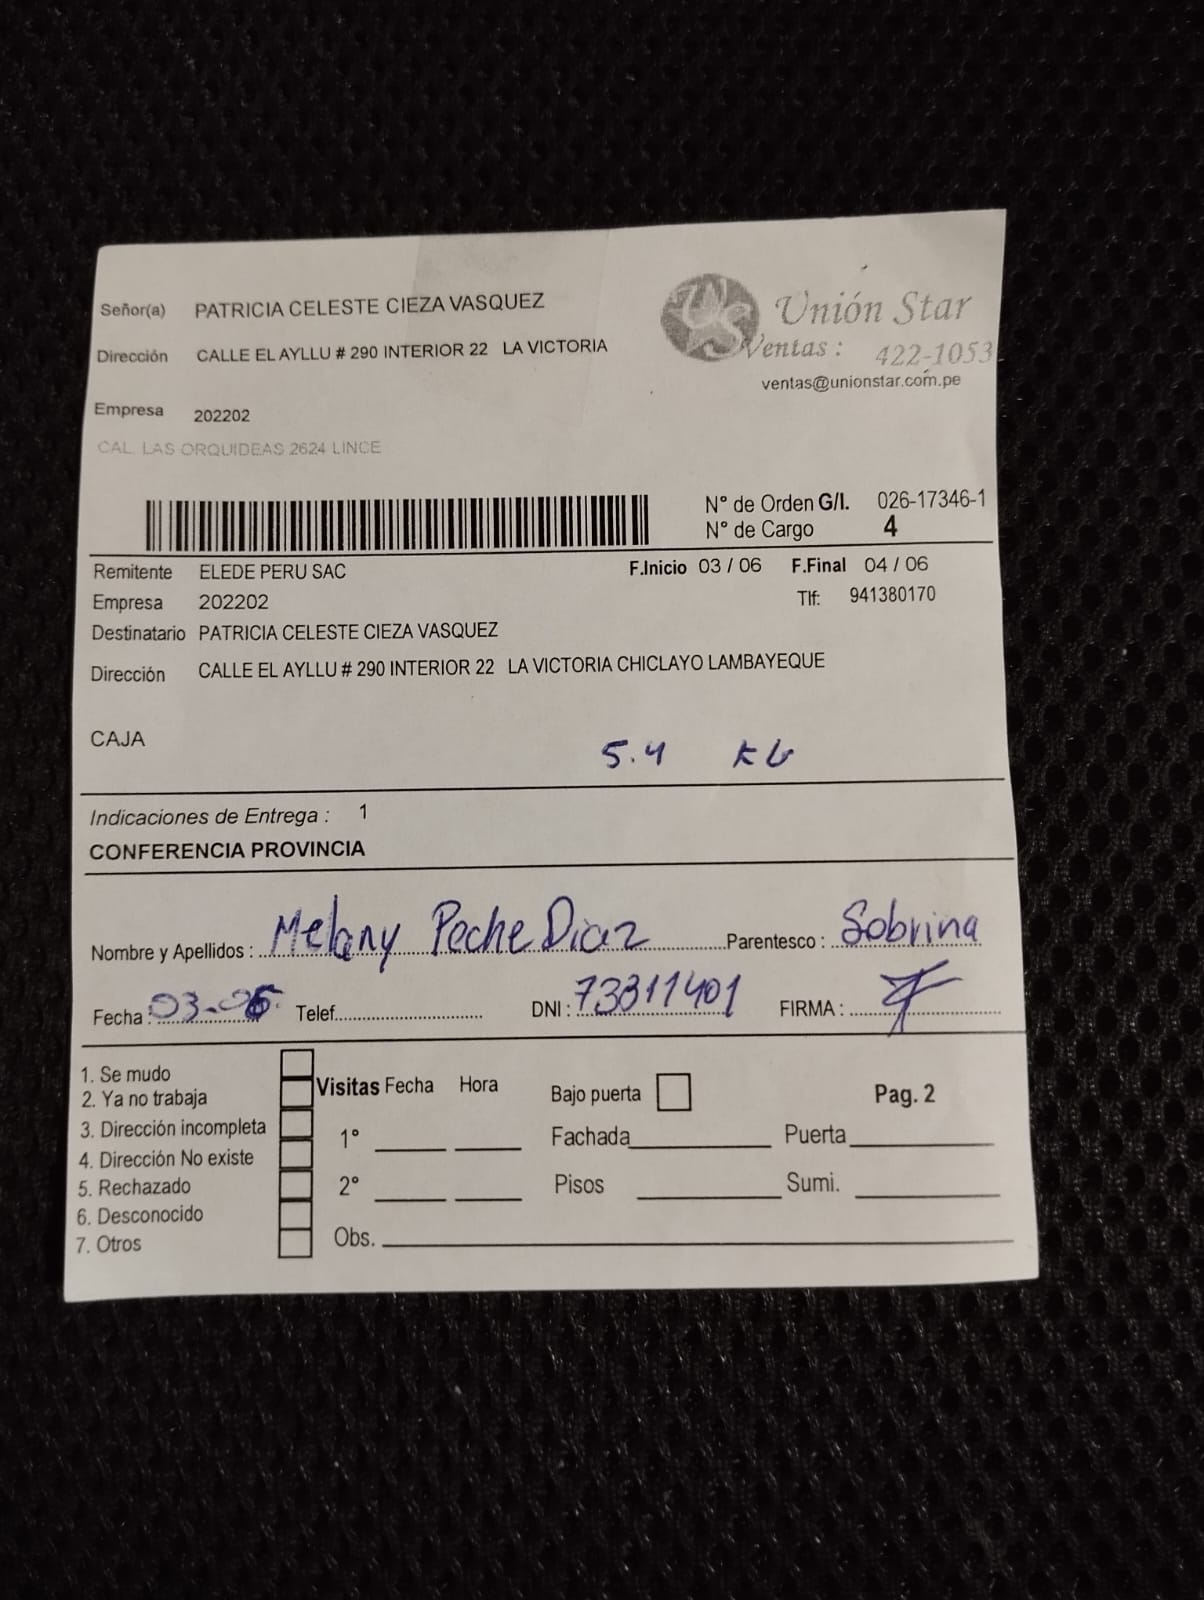 Señor(a) PATRICIA CELESTE CIEZA VASQUEZ
Unión Star
Dirección CALLE EL AYLLU # 290 INTERIOR 22 LA VICTORIA
Ventas : 422-1053
ventas@unionstar.com.pe
Empresa 202202
CAL. LAS ORQUIDEAS 2624 LINCE
N° de Orden G/I. 026-17346-1
N° de Cargo 4
Remitente ELEDE PERU SAC F.Inicio 03 / 06 F.Final 04 / 06
Empresa 202202 Tlf: 941380170
Destinatario PATRICIA CELESTE CIEZA VASQUEZ
Dirección CALLE EL AYLLU # 290 INTERIOR 22 LA VICTORIA CHICLAYO LAMBAYEQUE
CAJA 5.4 KG
Indicaciones de Entrega : 1
CONFERENCIA PROVINCIA
Nombre y Apellidos : Melany Peche Diaz Parentesco : Sobrina
Fecha : 03-06 Telef. DNI : 73811401 FIRMA :
1. Se mudo
2. Ya no trabaja
3. Dirección incompleta
4. Dirección No existe
5. Rechazado
6. Desconocido
7. Otros
Visitas Fecha Hora Bajo puerta Pag. 2
1° Fachada Puerta
2° Pisos Sumi.
Obs.